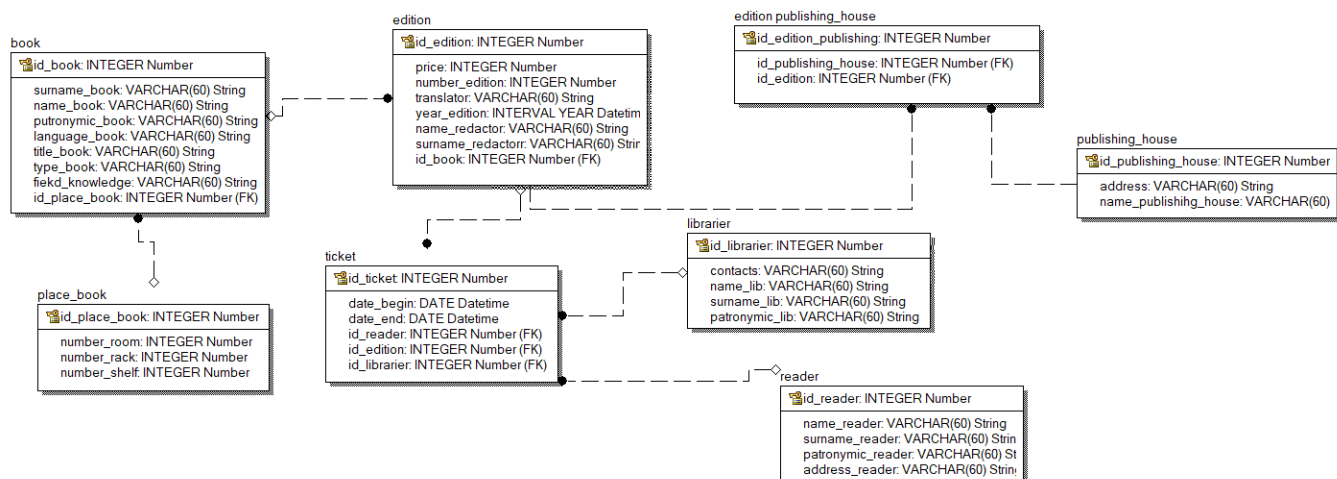 book
id_book: INTEGER Number
surname_book: VARCHAR(60) String
name_book: VARCHAR(60) String
putronymic_book: VARCHAR(60) String
language_book: VARCHAR(60) String
title_book: VARCHAR(60) String
type_book: VARCHAR(60) String
fiekd_knowledge: VARCHAR(60) String
id_place_book: INTEGER Number (FK)
edition
id_edition: INTEGER Number
price: INTEGER Number
number_edition: INTEGER Number
translator: VARCHAR(60) String
year_edition: INTERVAL YEAR Datetim
name_redactor: VARCHAR(60) String
surname_redactorr: VARCHAR(60) Strin
id_book: INTEGER Number (FK)
edition publishing_house
id_edition_publishing: INTEGER Number
id_publishing_house: INTEGER Number (FK)
id_edition: INTEGER Number (FK)
publishing_house
id_publishing_house: INTEGER Number
address: VARCHAR(60) String
name_publishihg_house: VARCHAR(60)
place_book
id_place_book: INTEGER Number
number_room: INTEGER Number
number_rack: INTEGER Number
number_shelf: INTEGER Number
ticket
id_ticket: INTEGER Number
date_begin: DATE Datetime
date_end: DATE Datetime
id_reader: INTEGER Number (FK)
id_edition: INTEGER Number (FK)
id_librarier: INTEGER Number (FK)
librarier
id_librarier: INTEGER Number
contacts: VARCHAR(60) String
name_lib: VARCHAR(60) String
surname_lib: VARCHAR(60) String
patronymic_lib: VARCHAR(60) String
reader
id_reader: INTEGER Number
name_reader: VARCHAR(60) String
surname_reader: VARCHAR(60) Strin
patronymic_reader: VARCHAR(60) St
address_reader: VARCHAR(60) String